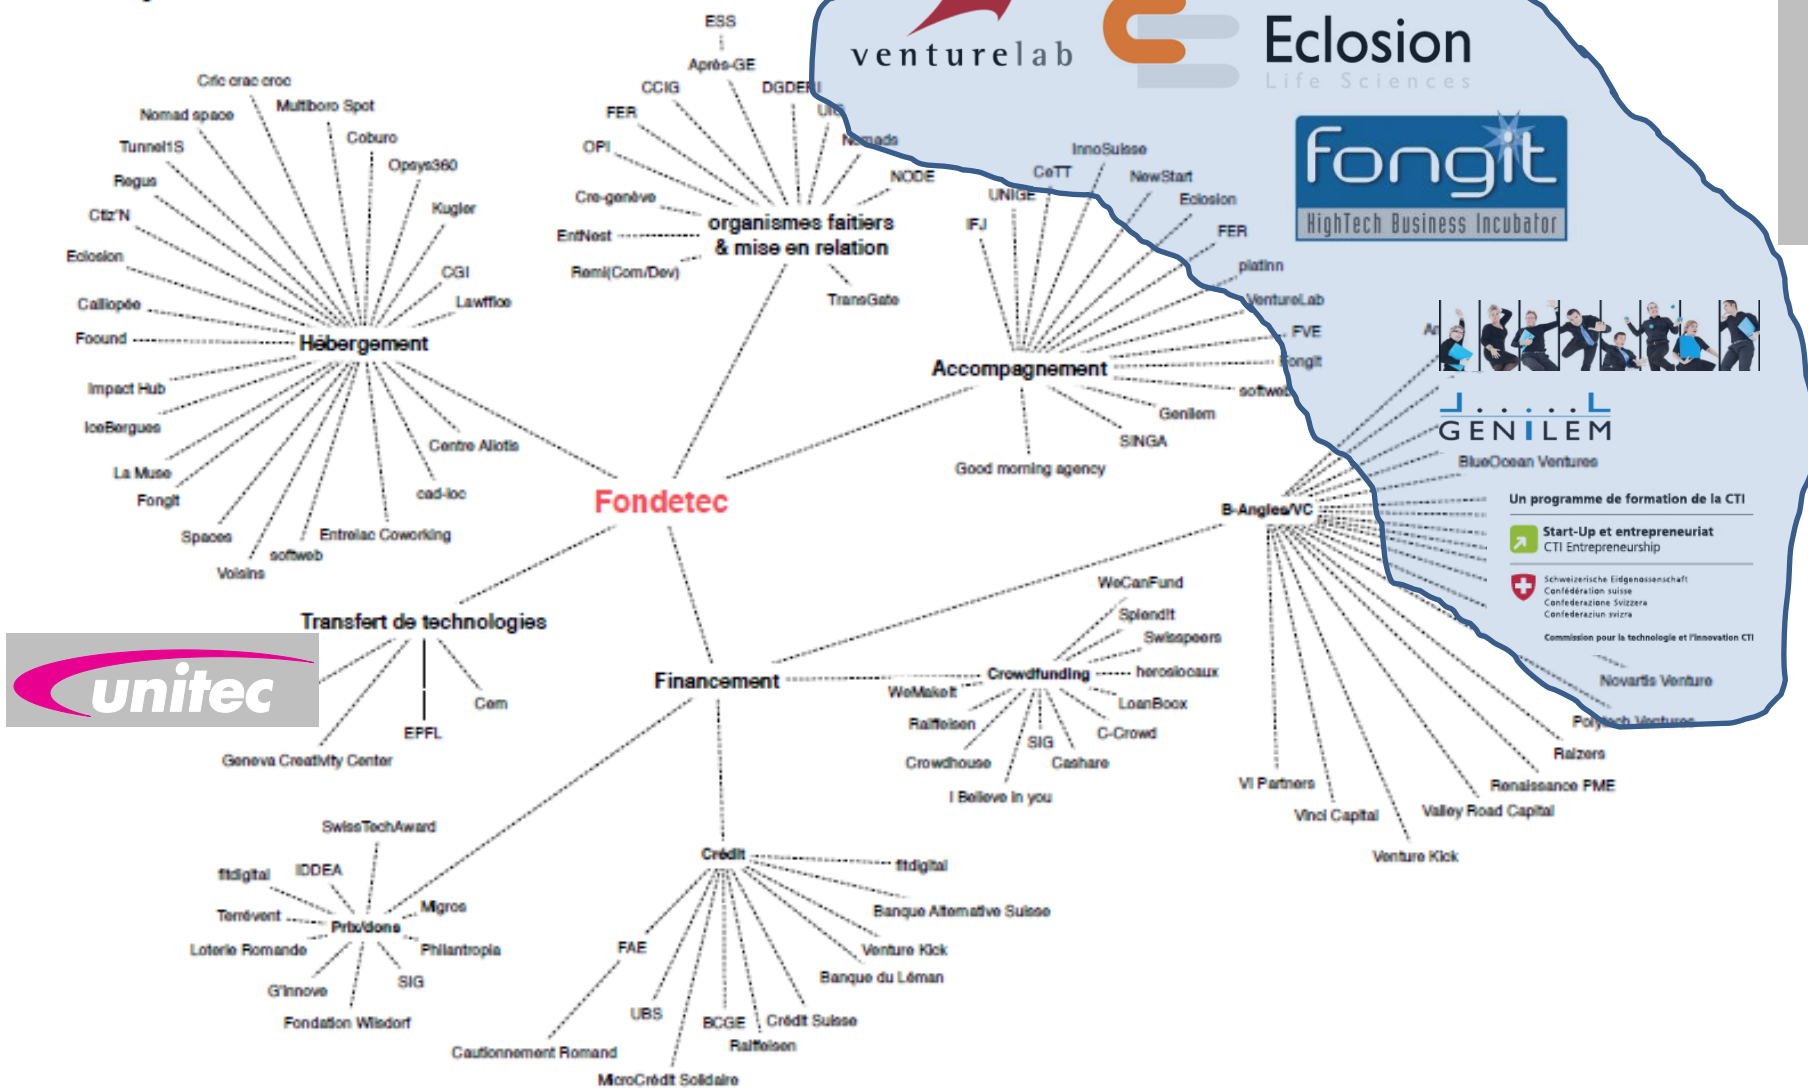 ESS
Après-GE
CCIG
DGDERI
FER
OPI
Nomads
NODE
Cre-genève
EntNest
Remi(Com/Dev)
organismes faitiers
& mise en relation
TransGate
venturelab
Eclosion
Life Sciences
fongit
HighTech Business Incubator
Cric crac croc
Nomad space
Multiboro Spot
Tunnel1S
Coburo
Regus
Opsys360
Citiz'N
Kugler
Eclosion
CGI
Calliopée
Lawffice
Foound
Hébergement
Impact Hub
IceBergues
La Muse
Fongit
Spaces
Voisins
softweb
Entrelac Coworking
cad-loc
Centre Aliotis
InnoSuisse
CeTT
NewStart
UNIGE
Eclosion
IFJ
FER
platinn
VentureLab
FVE
Fongit
softweb
Accompagnement
Genilem
SINGA
Good morning agency
GENILEM
BlueOcean Ventures
Un programme de formation de la CTI
Start-Up et entrepreneuriat
CTI Entrepreneurship
Schweizerische Eidgenossenschaft
Confédération suisse
Confederazione Svizzera
Confederaziun svizra
Commission pour la technologie et l'innovation CTI
Fondetec
B-Angles/VC
Novartis Venture
Polytech Ventures
Raizers
Renaissance PME
Valley Road Capital
Venture Kick
Vinci Capital
VI Partners
Transfert de technologies
unitec
Cern
EPFL
Geneva Creativity Center
Financement
WeCanFund
Splendit
Swisspeers
Crowdfunding
heroslocaux
WeMakeIt
LoanBoox
Raiffeisen
C-Crowd
SIG
Crowdhouse
Cashare
I Believe in you
SwissTechAward
fitdigital
IDDEA
Terrévent
Migros
Prix/dons
Loterie Romande
Philantropia
G'Innove
SIG
Fondation Wilsdorf
Crédit
fitdigital
Banque Alternative Suisse
FAE
Venture Kick
Banque du Léman
UBS
BCGE
Crédit Suisse
Raiffeisen
Cautionnement Romand
MicroCrédit Solidaire